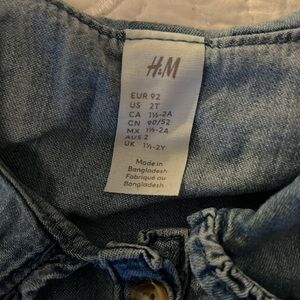 H&M
EUR 92
US 2T
CA 1½-2A
CN 90/52
MX 1½-2A
AUS 2
UK 1½-2Y
Made in
Bangladesh
Fabriqué au
Bangladesh